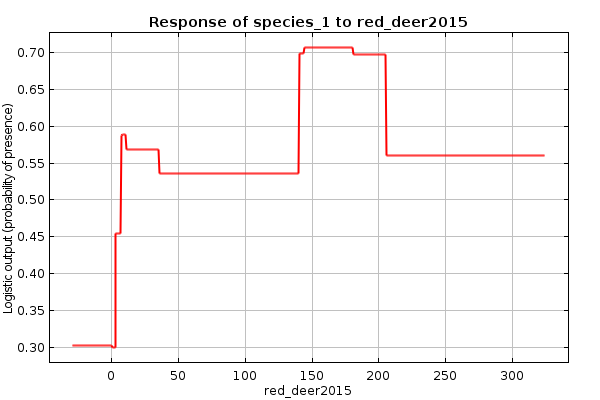 Response of species_1 to red_deer2015
Logistic output (probability of presence)
0.70
0.65
0.60
0.55
0.50
0.45
0.40
0.35
0.30
0 50 100 150 200 250 300
red_deer2015